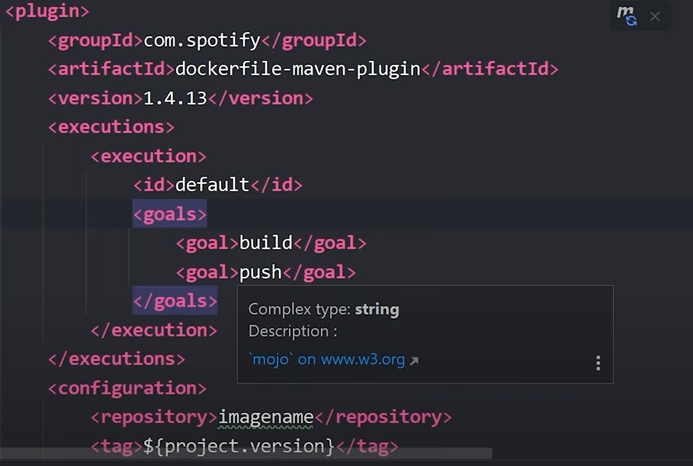 <plugin>
<groupId>com.spotify</groupId>
<artifactId>dockerfile-maven-plugin</artifactId>
<version>1.4.13</version>
<executions>
<execution>
<id>default</id>
<goals>
<goal>build</goal>
<goal>push</goal>
</goals>
Complex type: string
Description :
`mojo` on www.w3.org
</execution>
</executions>
<configuration>
<repository>imagename</repository>
<tag>${project.version}</tag>
m